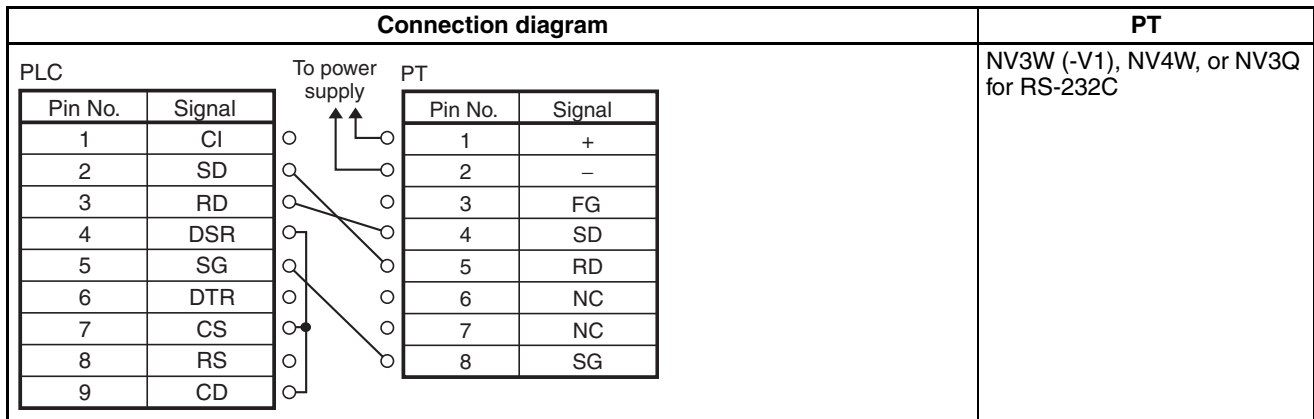 Connection diagram PT
NV3W (-V1), NV4W, or NV3Q
for RS-232C
PLC
To power
supply
PT
Pin No. Signal
1 CI
2 SD
3 RD
4 DSR
5 SG
6 DTR
7 CS
8 RS
9 CD
Pin No. Signal
1 +
2 −
3 FG
4 SD
5 RD
6 NC
7 NC
8 SG